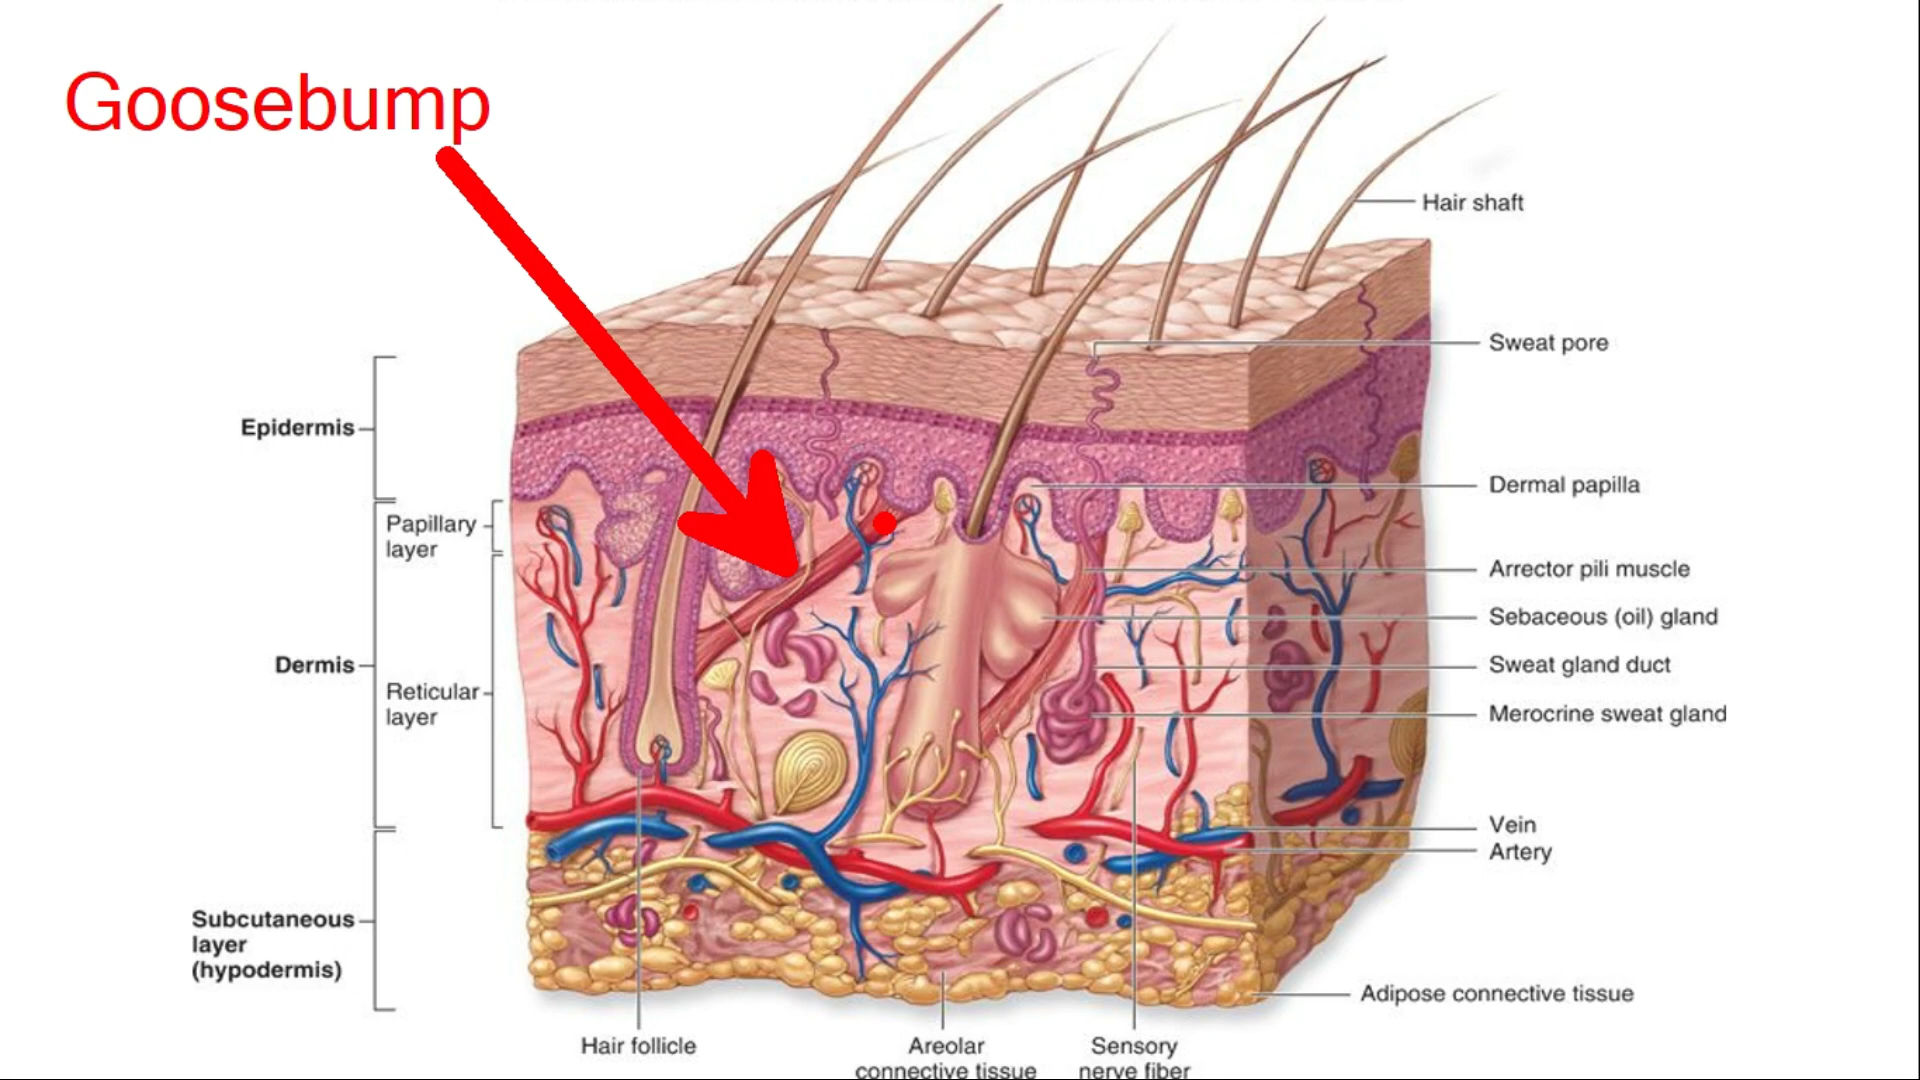 Goosebump
Hair shaft
Sweat pore
Epidermis
Dermal papilla
Papillary
layer
Arrector pili muscle
Sebaceous (oil) gland
Dermis
Sweat gland duct
Reticular
layer
Merocrine sweat gland
Vein
Artery
Subcutaneous
layer
(hypodermis)
Adipose connective tissue
Hair follicle
Areolar
connective tissue
Sensory
nerve fiber